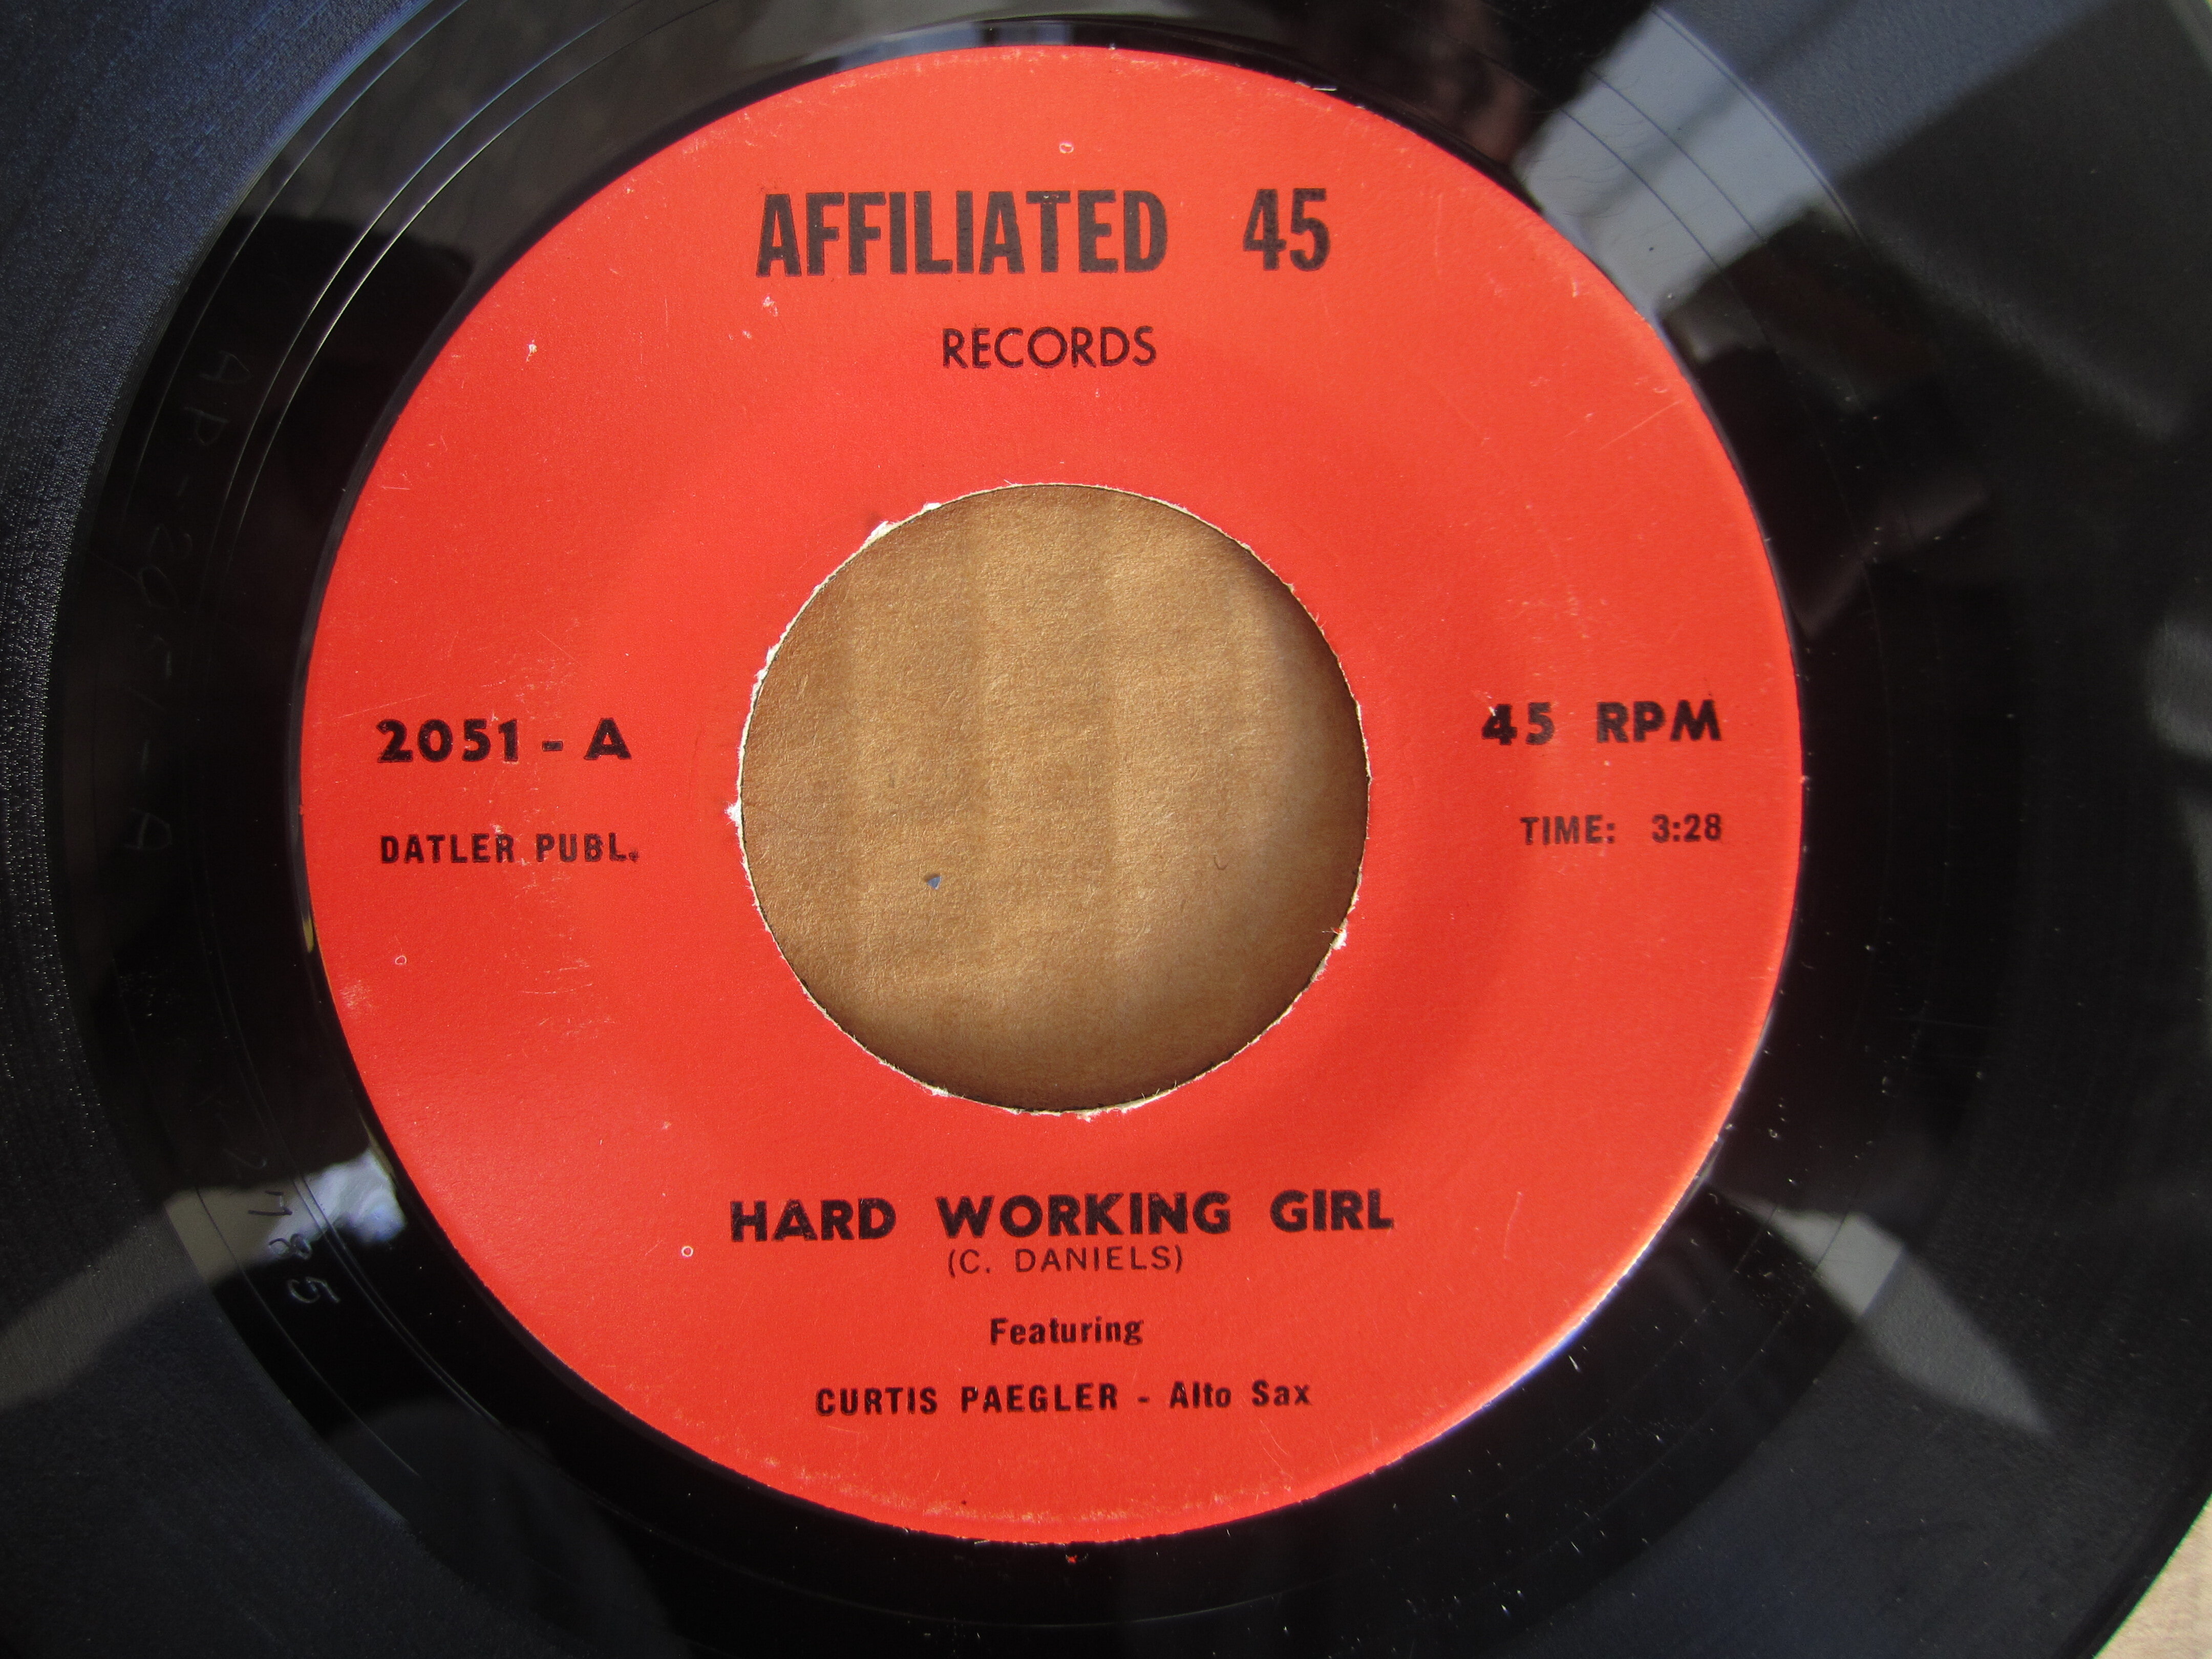 AFFILIATED 45
RECORDS
2051 - A
45 RPM
DATLER PUBL.
TIME: 3:28
HARD WORKING GIRL
(C. DANIELS)
Featuring
CURTIS PAEGLER - Alto Sax
785